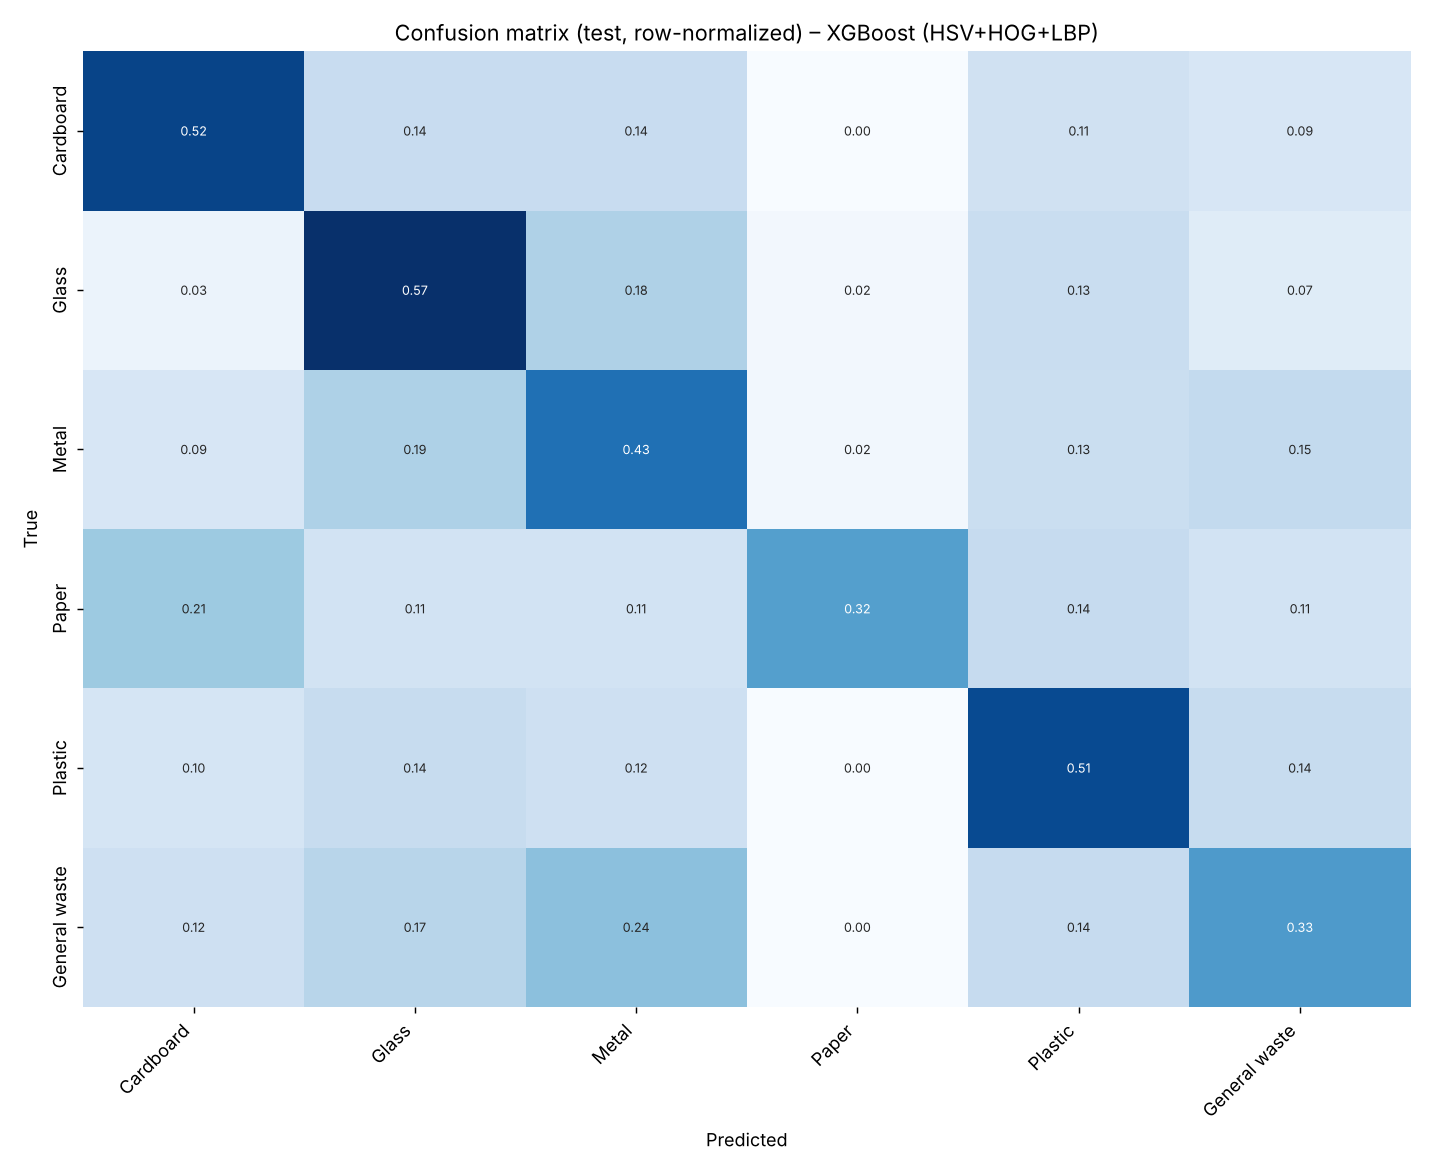 Confusion matrix (test, row-normalized) – XGBoost (HSV+HOG+LBP)
True
Cardboard 0.52 0.14 0.14 0.00 0.11 0.09
Glass 0.03 0.57 0.18 0.02 0.13 0.07
Metal 0.09 0.19 0.43 0.02 0.13 0.15
Paper 0.21 0.11 0.11 0.32 0.14 0.11
Plastic 0.10 0.14 0.12 0.00 0.51 0.14
General waste 0.12 0.17 0.24 0.00 0.14 0.33
Cardboard Glass Metal Paper Plastic General waste
Predicted